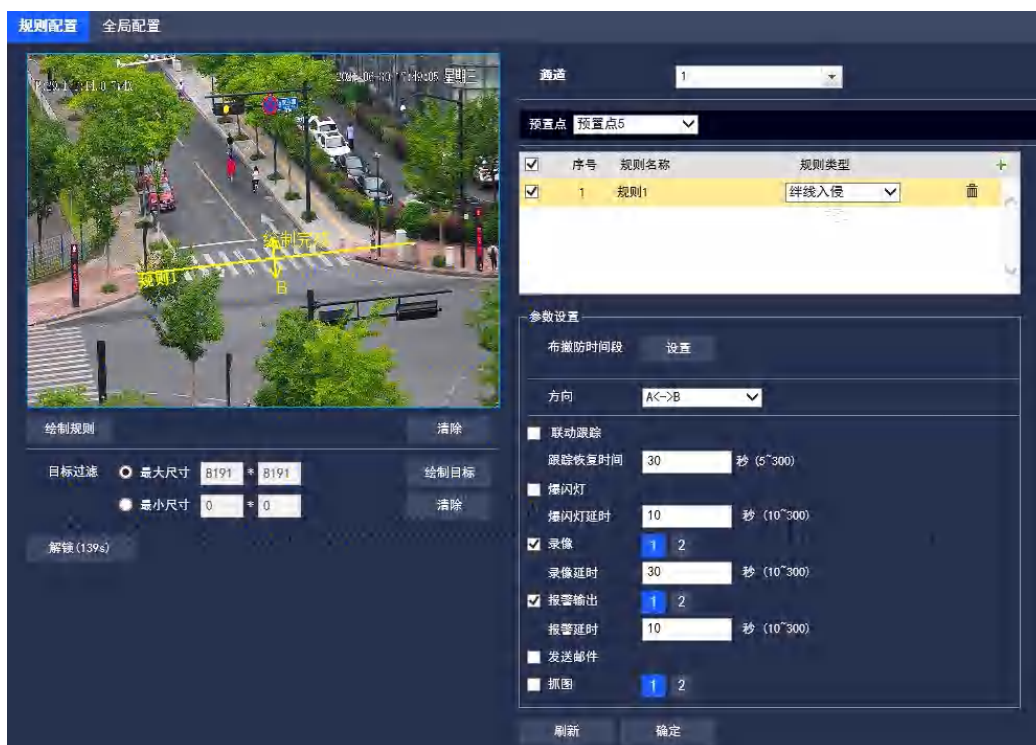 规则配置 全局配置
星期三
绘制完成
规则1
B
绘制规则 清除
目标过滤 最大尺寸 8191 * 8191 绘制目标
最小尺寸 0 * 0 清除
解锁(139s)
通道 1
预置点 预置点5
序号 规则名称 规则类型 +
1 规则1 绊线入侵
参数设置
布撤防时间段 设置
方向 A<->B
联动跟踪
跟踪恢复时间 30 秒 (5~300)
爆闪灯
爆闪灯延时 10 秒 (10~300)
录像 1 2
录像延时 30 秒 (10~300)
报警输出 1 2
报警延时 10 秒 (10~300)
发送邮件
抓图 1 2
刷新 确定